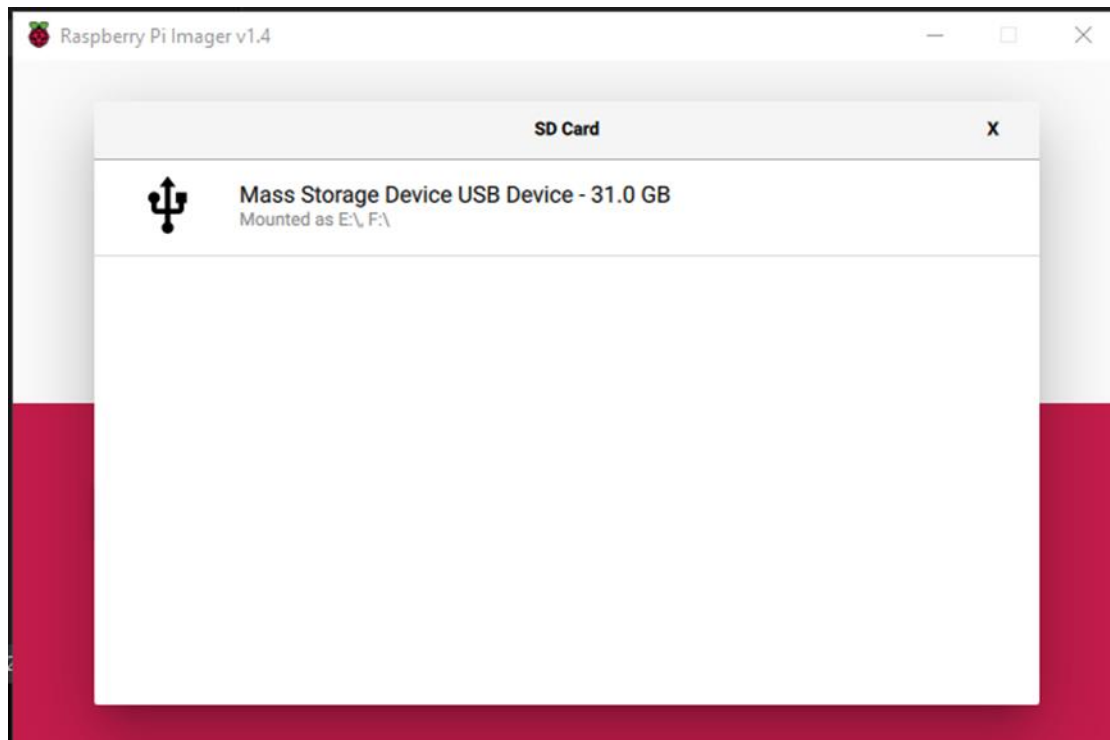 Raspberry Pi Imager v1.4
SD Card X
Mass Storage Device USB Device - 31.0 GB
Mounted as E:\, F:\